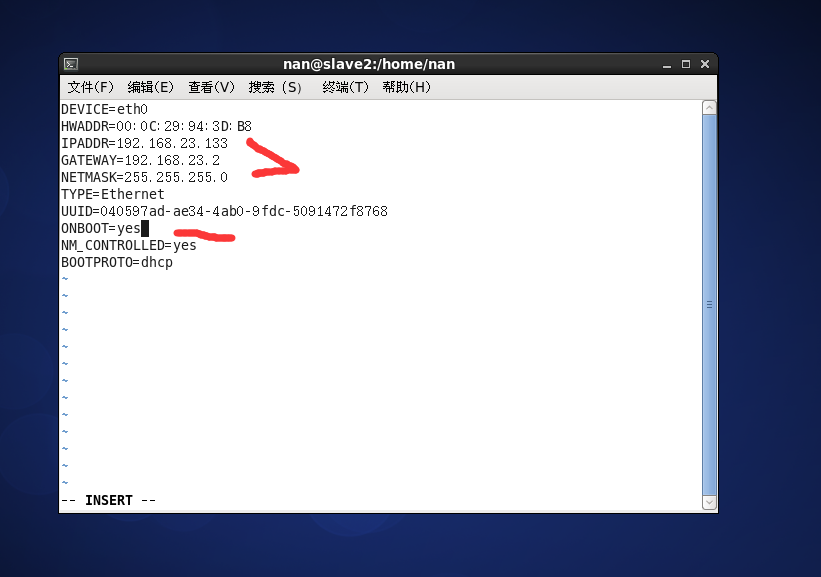 nan@slave2:/home/nan
文件(F) 编辑(E) 查看(V) 搜索 (S) 终端(T) 帮助(H)
DEVICE=eth0
HWADDR=00:0C:29:94:3D:B8
IPADDR=192.168.23.133
GATEWAY=192.168.23.2
NETMASK=255.255.255.0
TYPE=Ethernet
UUID=040597ad-ae34-4ab0-9fdc-5091472f8768
ONBOOT=yes
NM_CONTROLLED=yes
BOOTPROTO=dhcp
~
~
~
~
~
~
~
~
~
~
~
~
~
-- INSERT --